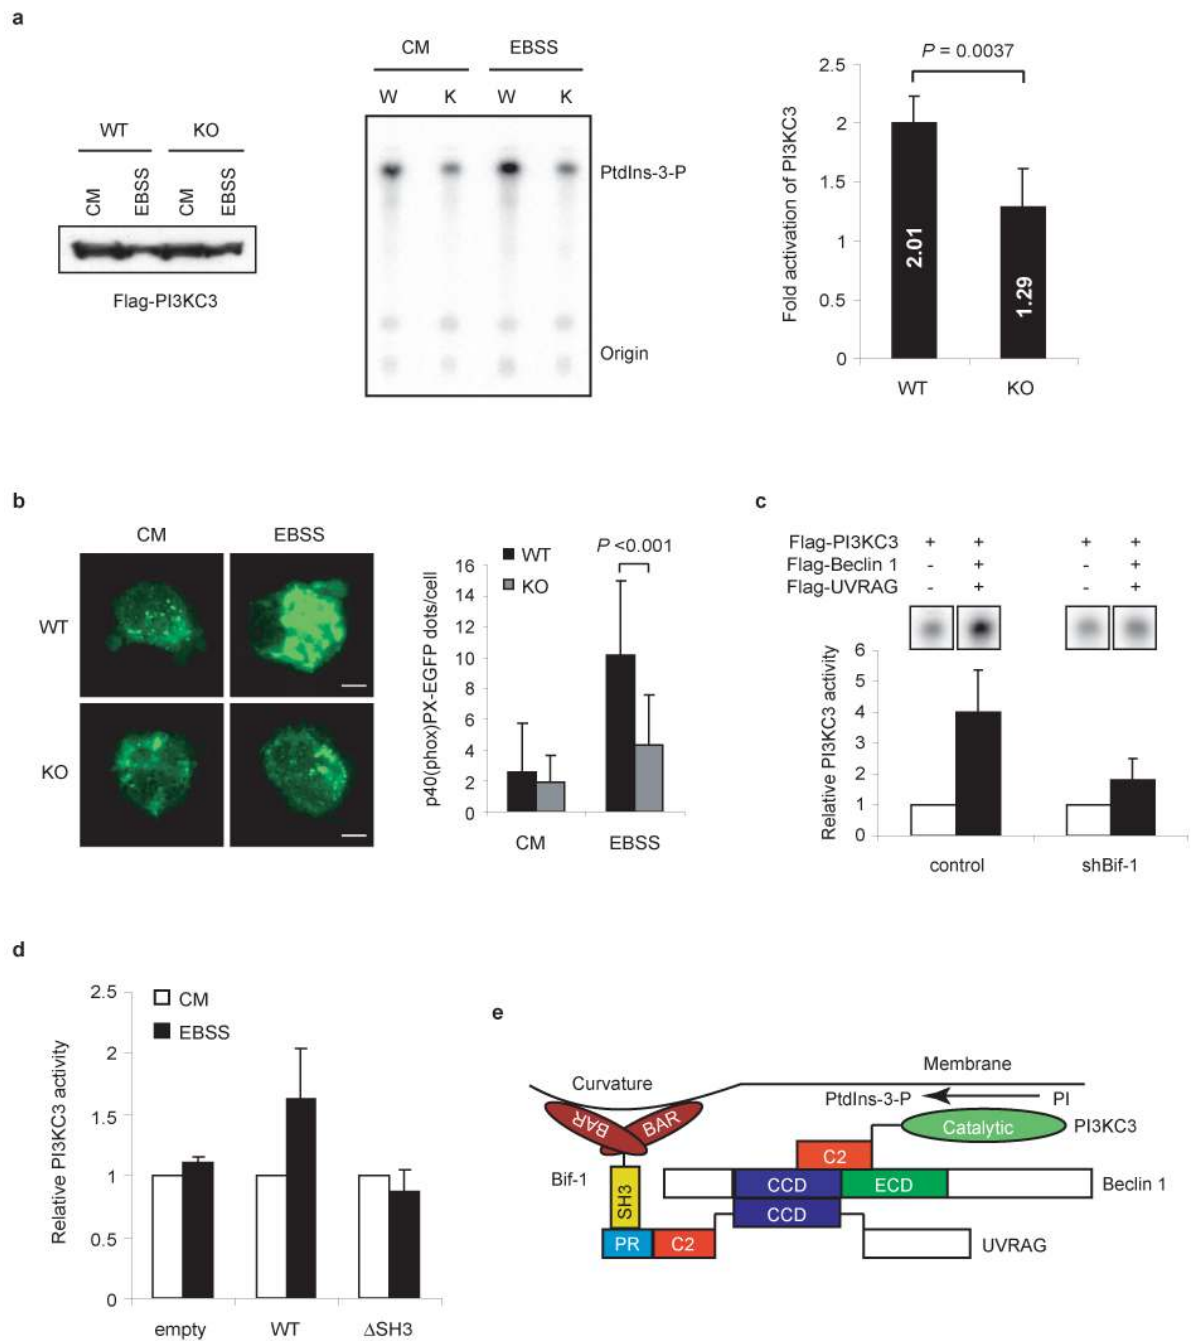 a
CM EBSS
W K W K
PtdIns-3-P
Origin
WT KO
CM EBSS CM EBSS
Flag-PI3KC3
P = 0.0037
Fold activation of PI3KC3
2.5
2
1.5
1
0.5
0
2.01
1.29
WT KO
b
CM EBSS
WT
KO
p40(phox)PX-EGFP dots/cell
WT
KO
P <0.001
16
14
12
10
8
6
4
2
0
CM EBSS
c
Flag-PI3KC3 + + + +
Flag-Beclin 1 - + - +
Flag-UVRAG - + - +
Relative PI3KC3 activity
6
5
4
3
2
1
0
control shBif-1
d
Relative PI3KC3 activity
2.5
2
1.5
1
0.5
0
CM
EBSS
empty WT ΔSH3
e
Membrane
Curvature
PtdIns-3-P PI
BAR BAR
Catalytic PI3KC3
C2
Bif-1
SH3
CCD ECD Beclin 1
CCD
PR C2 UVRAG